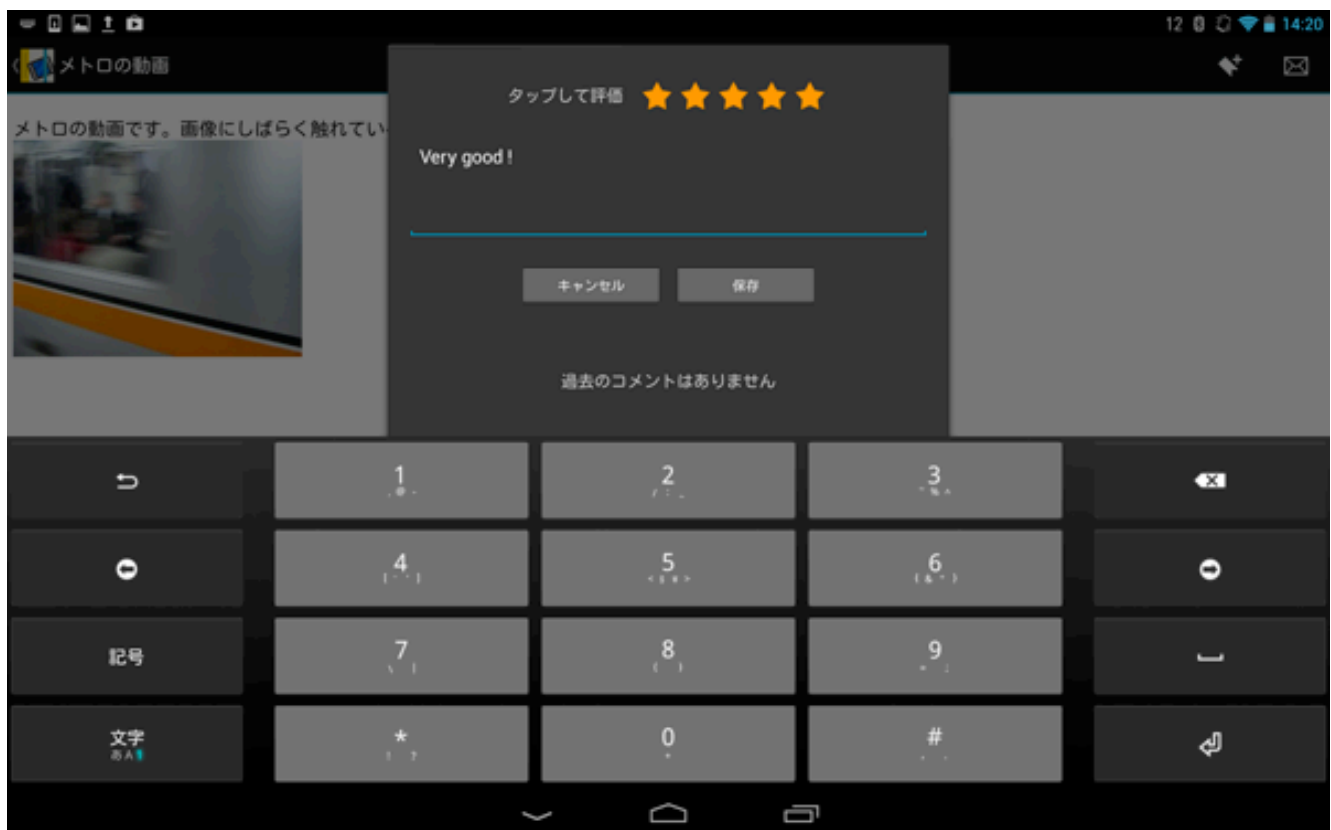 12 14:20
メトロの動画
タップして評価
メトロの動画です。画像にしばらく触れてい
Very good !
キャンセル 保存
過去のコメントはありません
1 2 3
4 5 6
記号 7 8 9
文字 * 0 #
あA1